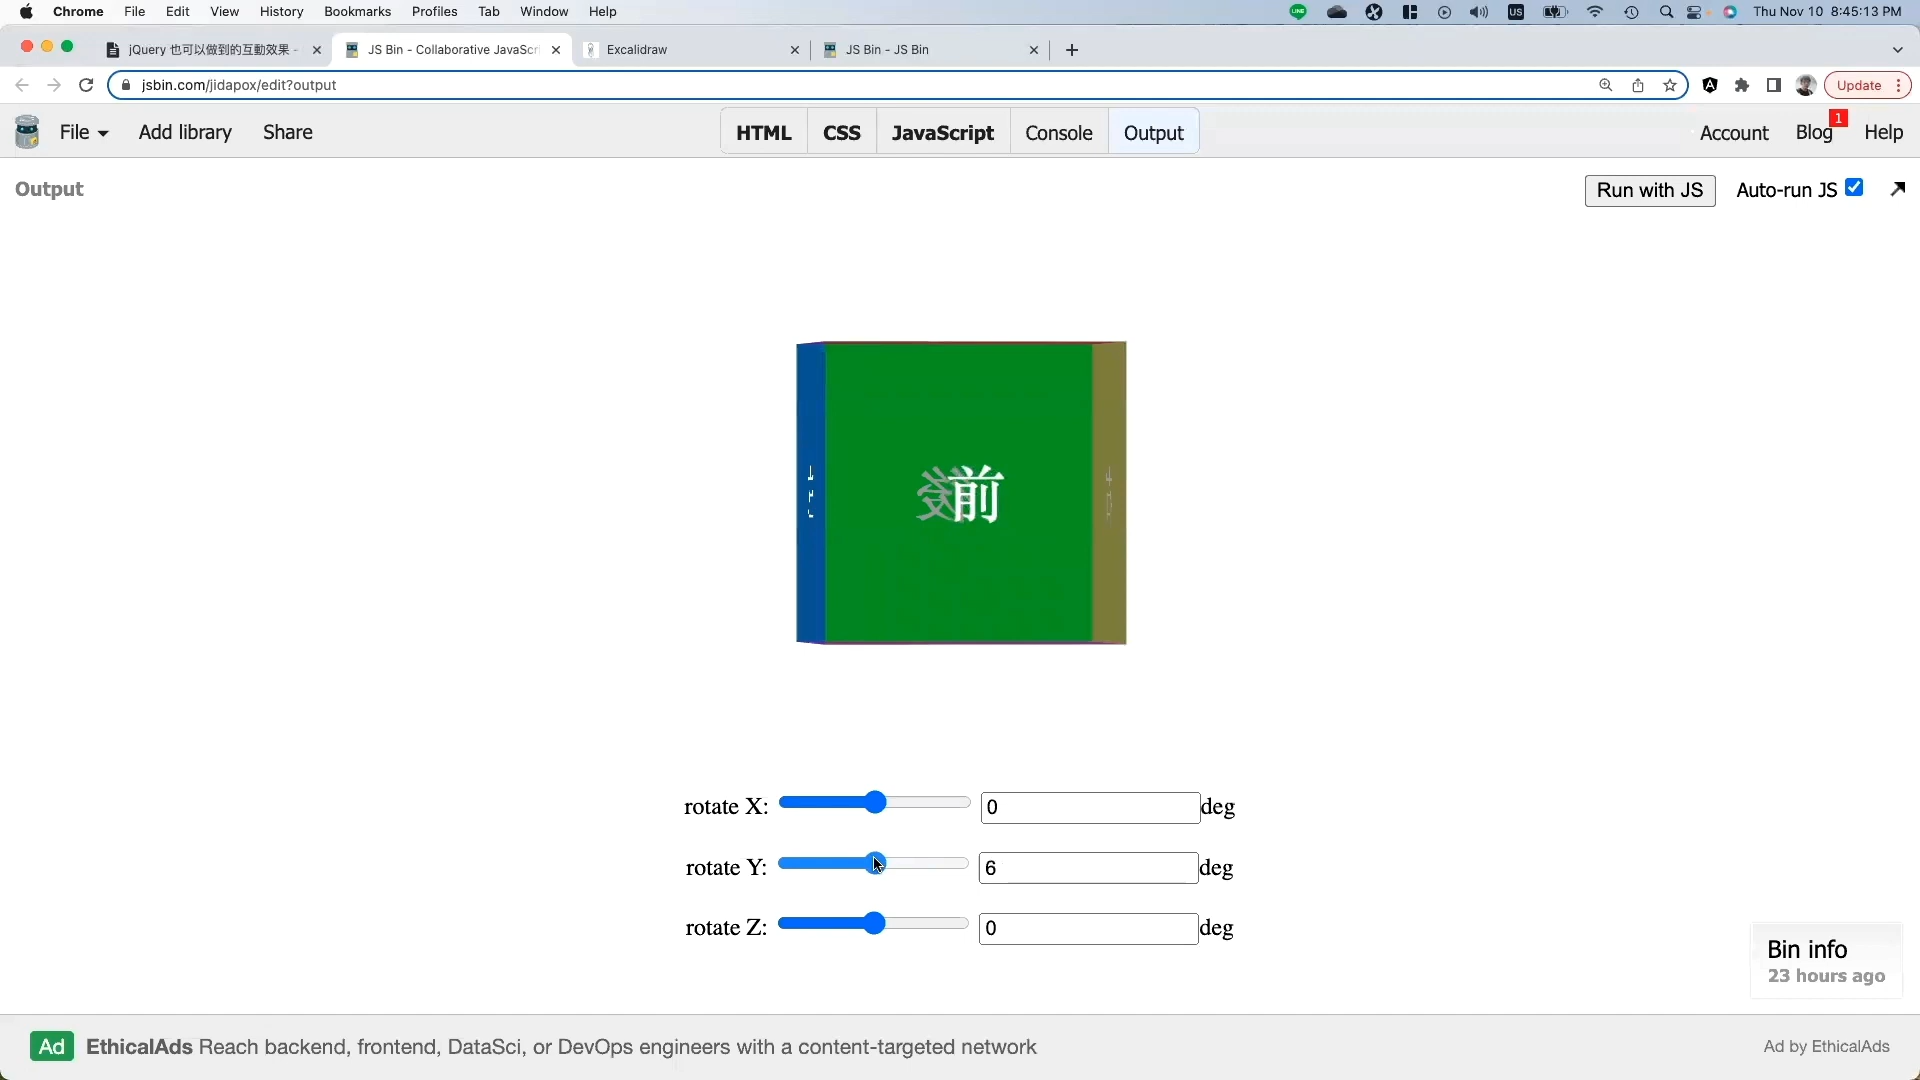 Chrome File Edit View History Bookmarks Profiles Tab Window Help US Thu Nov 10 8:45:13 PM
jQuery 也可以做到的互動效果 - JS Bin - Collaborative JavaScri Excalidraw JS Bin - JS Bin
jsbin.com/jidapox/edit?output Update
File Add library Share HTML CSS JavaScript Console Output Account Blog 1 Help
Output Run with JS Auto-run JS
前
rotate X: 0 deg
rotate Y: 6 deg
rotate Z: 0 deg
Bin info
23 hours ago
Ad EthicalAds Reach backend, frontend, DataSci, or DevOps engineers with a content-targeted network Ad by EthicalAds